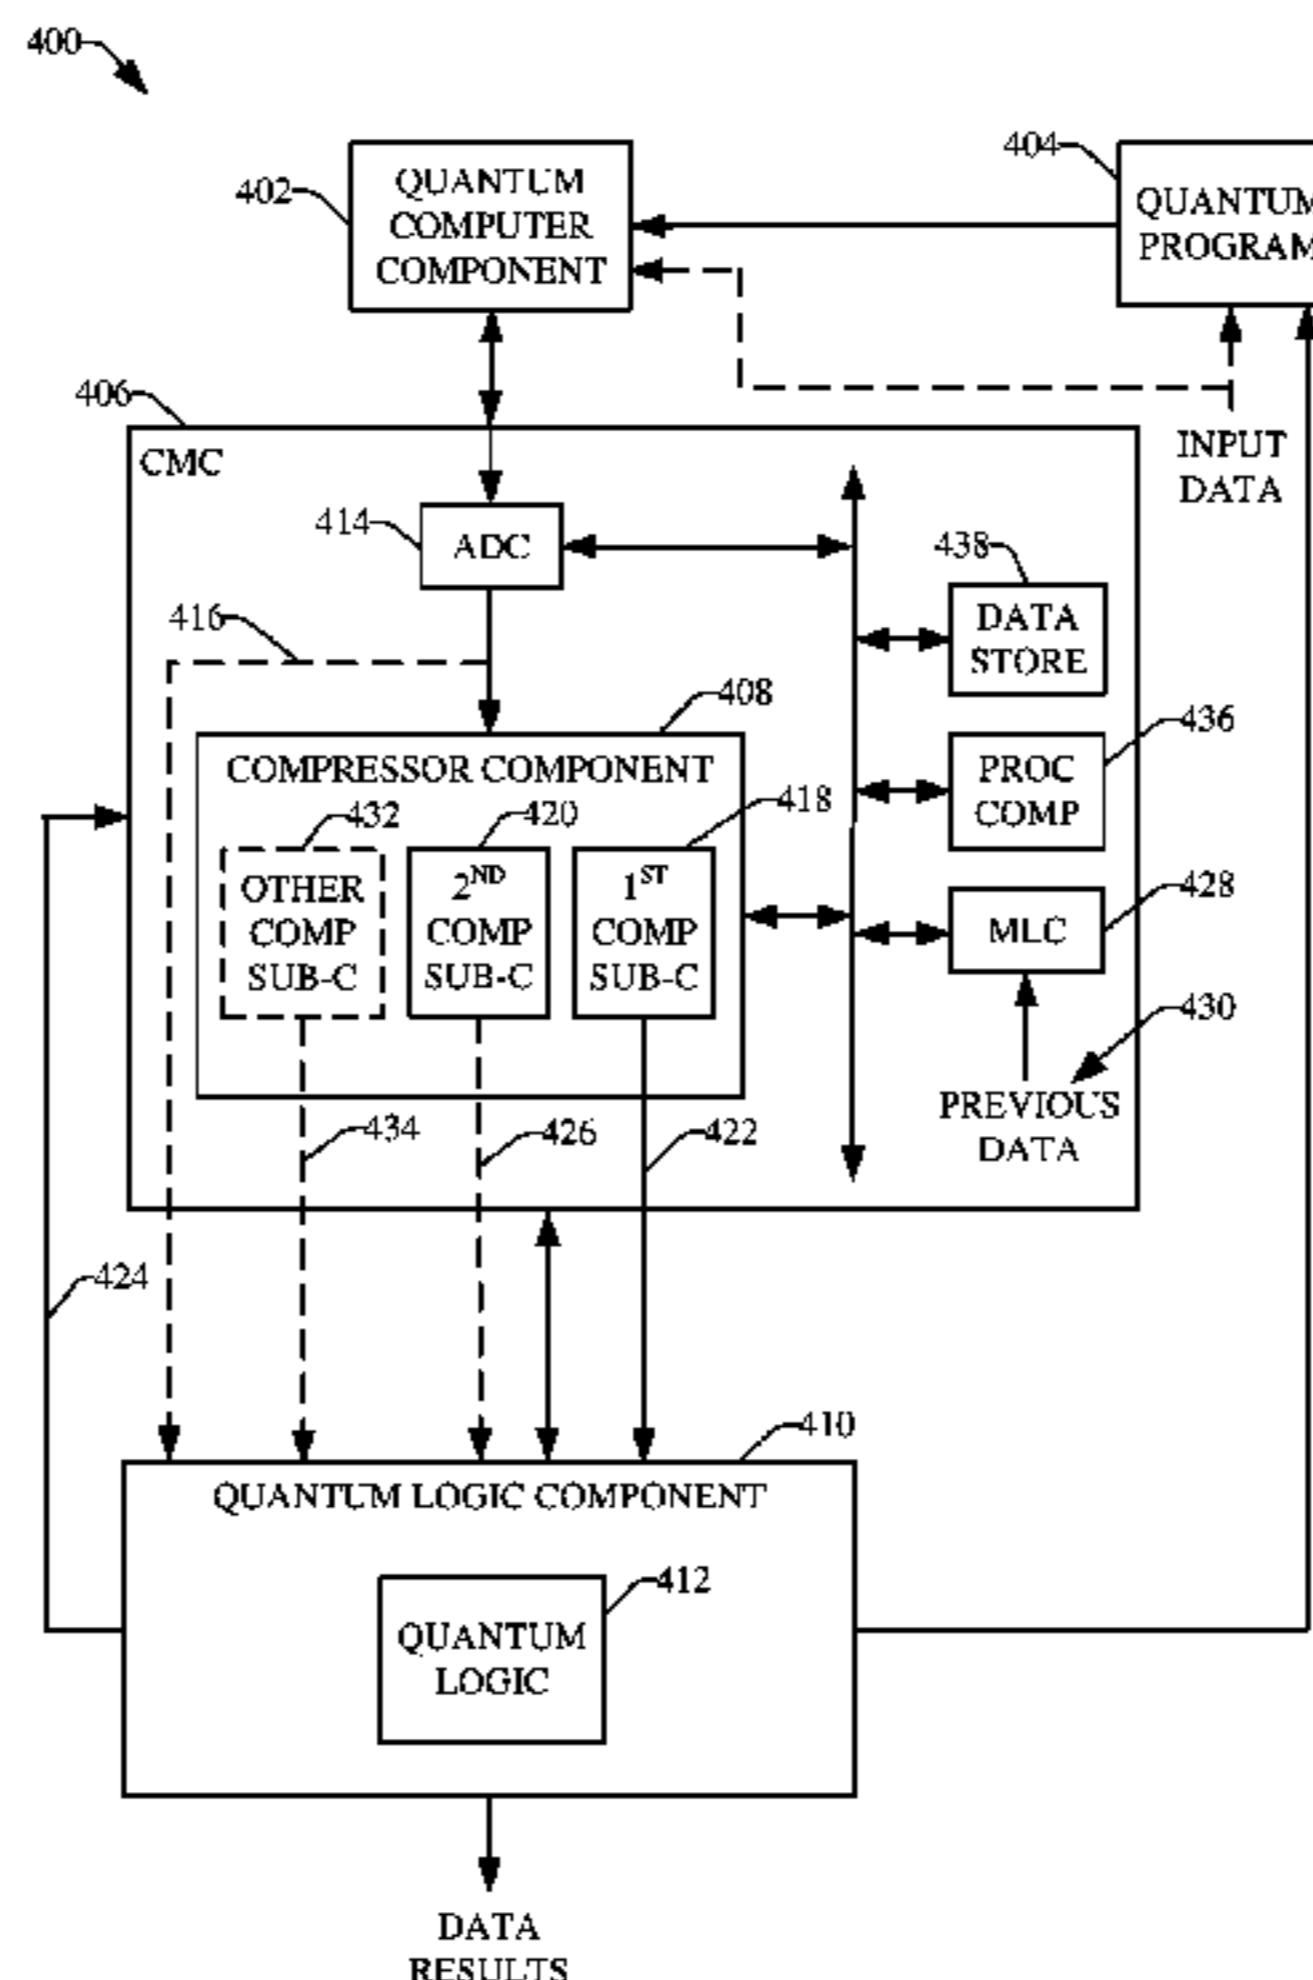 400
402
QUANTUM
COMPUTER
COMPONENT
404
QUANTUM
PROGRAM
406
CMC
INPUT
DATA
414
ADC
438
DATA
STORE
416
408
436
PROC
COMP
COMPRESSOR COMPONENT
432
420
418
OTHER
COMP
SUB-C
2ND
COMP
SUB-C
1ST
COMP
SUB-C
428
MLC
430
PREVIOUS
DATA
434
426
422
424
410
QUANTUM LOGIC COMPONENT
412
QUANTUM
LOGIC
DATA
RESULTS